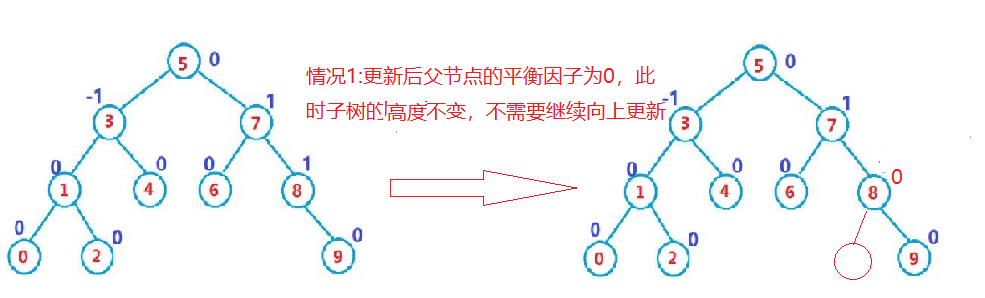 5 0 5 0
情况1:更新后父节点的平衡因子为0，此
-1 1 -1 1
时子树的高度不变，不需要继续向上更新
3 7 3 7
0 0 0 1 0 0 0
1 4 6 8 1 4 6 8 0
0 0 0 0 0 0
0 2 9 0 2 9